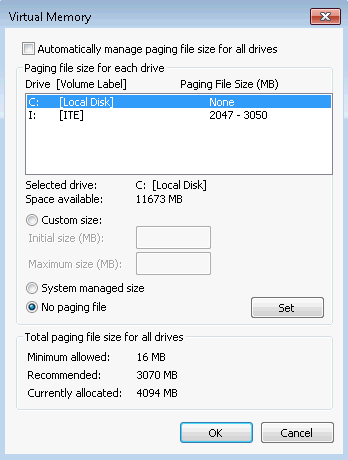 Virtual Memory
Automatically manage paging file size for all drives
Paging file size for each drive
Drive [Volume Label] Paging File Size (MB)
C: [Local Disk] None
I: [ITE] 2047 - 3050
Selected drive: C: [Local Disk]
Space available: 11673 MB
Custom size:
Initial size (MB):
Maximum size (MB):
System managed size
No paging file Set
Total paging file size for all drives
Minimum allowed: 16 MB
Recommended: 3070 MB
Currently allocated: 4094 MB
OK Cancel